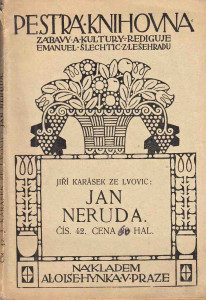 PESTRÁ·KNIHOVNA
ZÁBAVY·A·KULTURY·REDIGUJE
EMANUEL·ŠLECHTIC·Z·LEŠEHRADU
JIŘÍ KARÁSEK ZE LVOVIC:
JAN
NERUDA.
ČÍS. 42. CENA HAL.
NÁKLADEM
ALOISE·HYNKA·V·PRAZE